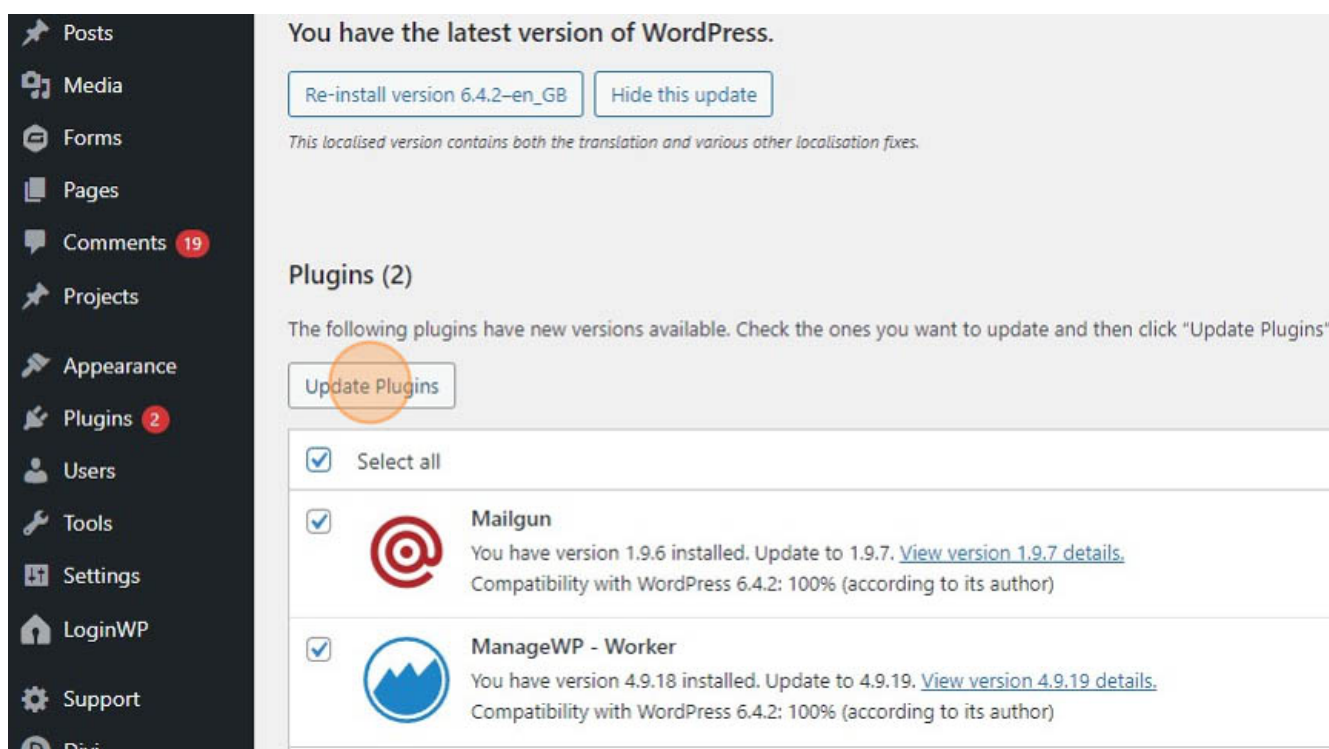 Posts
Media
Forms
Pages
Comments 19
Projects
Appearance
Plugins 2
Users
Tools
Settings
LoginWP
Support
Divi
You have the latest version of WordPress.
Re-install version 6.4.2–en_GB
Hide this update
This localised version contains both the translation and various other localisation fixes.
Plugins (2)
The following plugins have new versions available. Check the ones you want to update and then click “Update Plugins”
Update Plugins
Select all
Mailgun
You have version 1.9.6 installed. Update to 1.9.7. View version 1.9.7 details.
Compatibility with WordPress 6.4.2: 100% (according to its author)
ManageWP - Worker
You have version 4.9.18 installed. Update to 4.9.19. View version 4.9.19 details.
Compatibility with WordPress 6.4.2: 100% (according to its author)